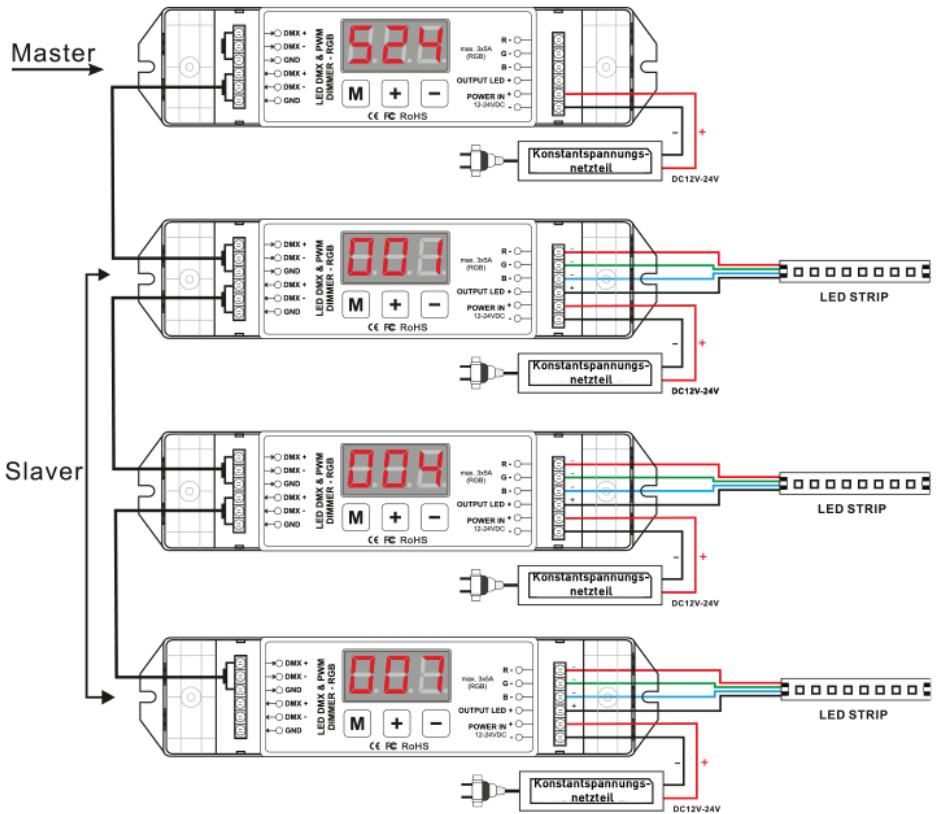 Master
LED DMX & PWM
DIMMER - RGB
DMX +
DMX -
GND
DMX +
DMX -
GND
524
M + -
CE FC RoHS
max. 3x5A
(RGB)
R -
G -
B -
OUTPUT LED +
POWER IN +
12-24VDC -
-
+
Konstantspannungs-
netzteil
DC12V-24V
Slaver
LED DMX & PWM
DIMMER - RGB
DMX +
DMX -
GND
DMX +
DMX -
GND
001
M + -
CE FC RoHS
max. 3x5A
(RGB)
R -
G -
B -
OUTPUT LED +
POWER IN +
12-24VDC -
-
-
-
+
LED STRIP
-
+
Konstantspannungs-
netzteil
DC12V-24V
LED DMX & PWM
DIMMER - RGB
DMX +
DMX -
GND
DMX +
DMX -
GND
004
M + -
CE FC RoHS
max. 3x5A
(RGB)
R -
G -
B -
OUTPUT LED +
POWER IN +
12-24VDC -
-
-
-
+
LED STRIP
-
+
Konstantspannungs-
netzteil
DC12V-24V
LED DMX & PWM
DIMMER - RGB
DMX +
DMX -
GND
DMX +
DMX -
GND
007
M + -
CE FC RoHS
max. 3x5A
(RGB)
R -
G -
B -
OUTPUT LED +
POWER IN +
12-24VDC -
-
-
-
+
LED STRIP
-
+
Konstantspannungs-
netzteil
DC12V-24V